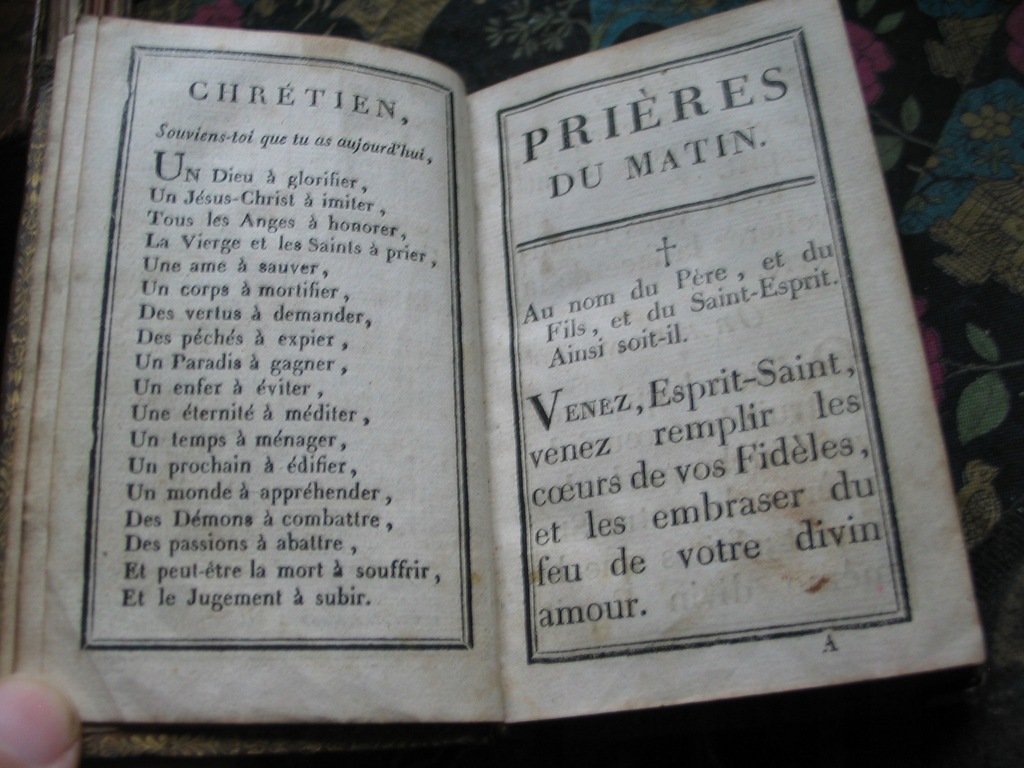 CHRÉTIEN,
Souviens-toi que tu as aujourd'hui,
UN Dieu à glorifier,
Un Jésus-Christ à imiter,
Tous les Anges à honorer,
La Vierge et les Saints à prier,
Une ame à sauver,
Un corps à mortifier,
Des vertus à demander,
Des péchés à expier,
Un Paradis à gagner,
Un enfer à éviter,
Une éternité à méditer,
Un temps à ménager,
Un prochain à édifier,
Un monde à appréhender,
Des Démons à combattre,
Des passions à abattre,
Et peut-être la mort à souffrir,
Et le Jugement à subir.
PRIÈRES
DU MATIN.
†
Au nom du Père, et du
Fils, et du Saint-Esprit.
Ainsi soit-il.
VENEZ, Esprit-Saint,
venez remplir les
cœurs de vos Fidèles,
et les embraser du
feu de votre divin
amour.
A